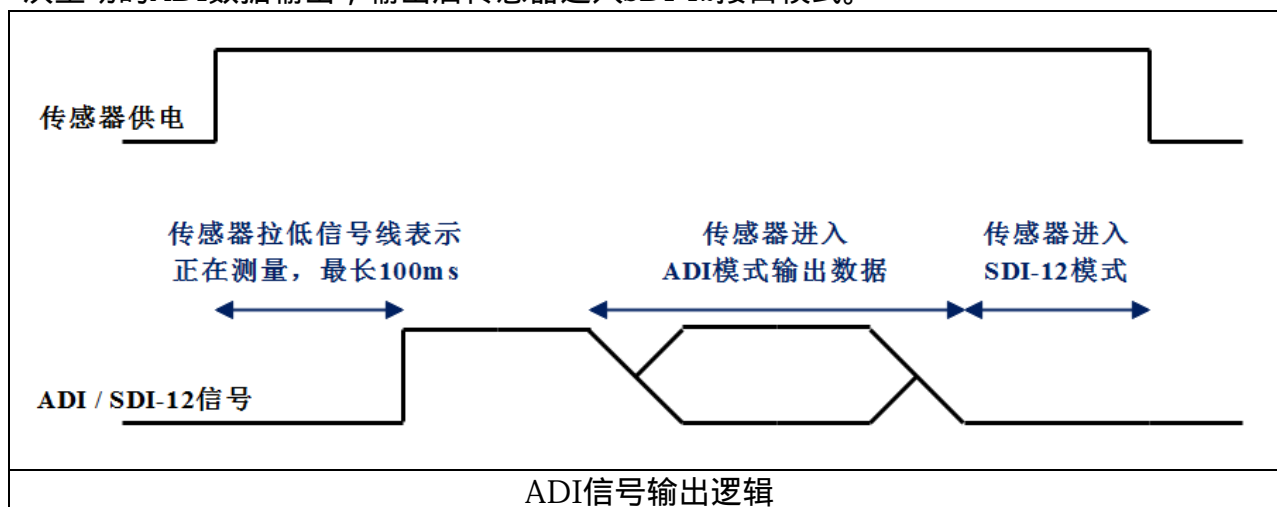 传感器供电
传感器拉低信号线表示
正在测量，最长100ms
传感器进入
ADI模式输出数据
传感器进入
SDI-12模式
ADI / SDI-12信号
ADI信号输出逻辑